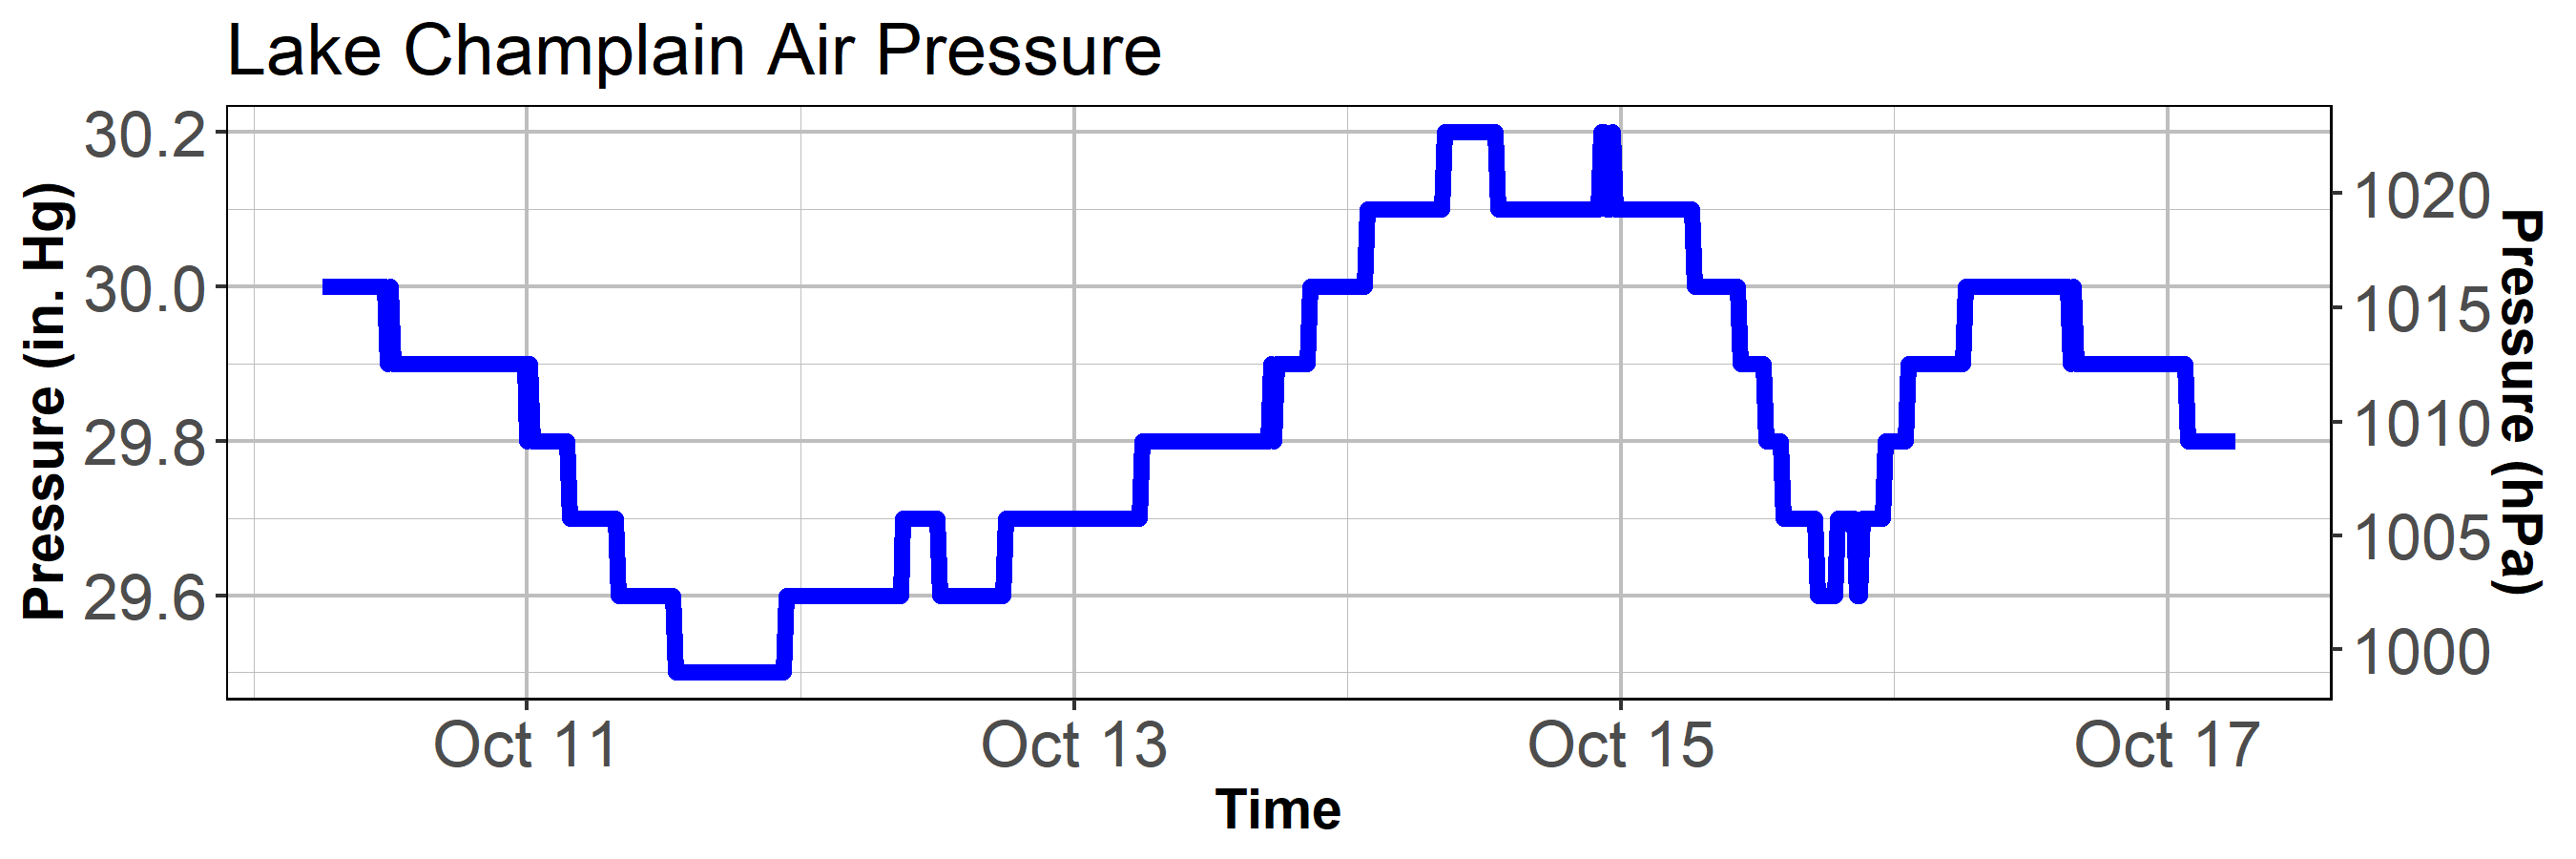 Lake Champlain Air Pressure
Pressure (in. Hg)
30.2
30.0
29.8
29.6
1020
1015
1010
1005
1000
Pressure (hPa)
Oct 11 Oct 13 Oct 15 Oct 17
Time